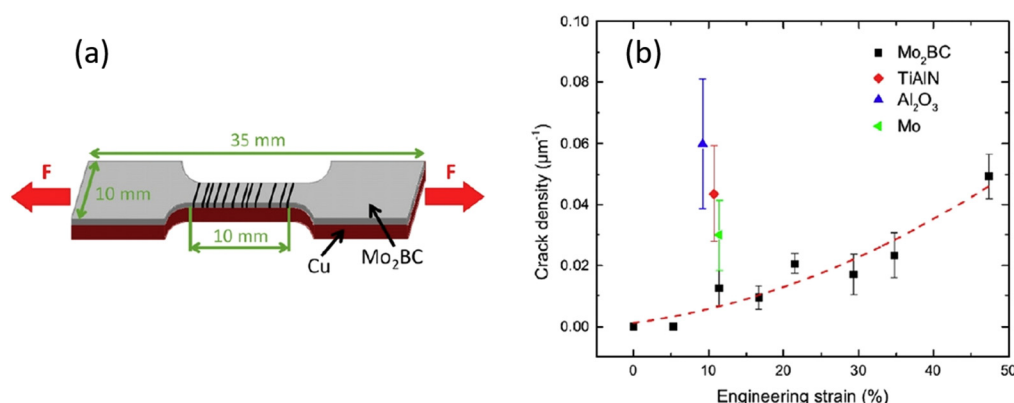 (a)
35 mm
F
F
10 mm
10 mm
Cu
Mo₂BC
(b)
Mo₂BC
TiAlN
Al₂O₃
Mo
Crack density (µm⁻¹)
0.10
0.08
0.06
0.04
0.02
0.00
0 10 20 30 40 50
Engineering strain (%)